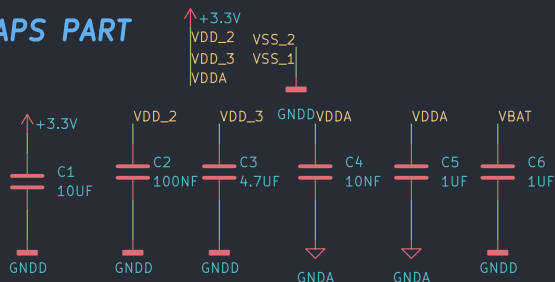 APS PART
+3.3V
VDD_2 VSS_2
VDD_3 VSS_1
VDDA
GNDD
+3.3V VDD_2 VDD_3 VDDA VDDA VBAT
C1 C2 C3 C4 C5 C6
10UF 100NF 4.7UF 10NF 1UF 1UF
GNDD GNDD GNDD GNDA GNDA GNDD